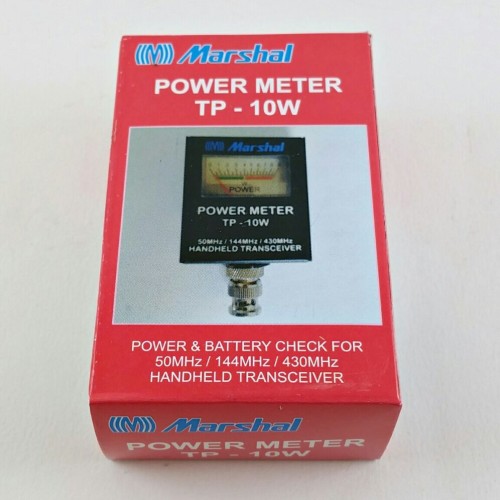 Marshal
POWER METER
TP - 10W
Marshal
POWER
POWER METER
TP - 10W
50MHz / 144MHz / 430MHz
HANDHELD TRANSCEIVER
POWER & BATTERY CHECK FOR
50MHz / 144MHz / 430MHz
HANDHELD TRANSCEIVER
Marshal
POWER METER
TP - 10W